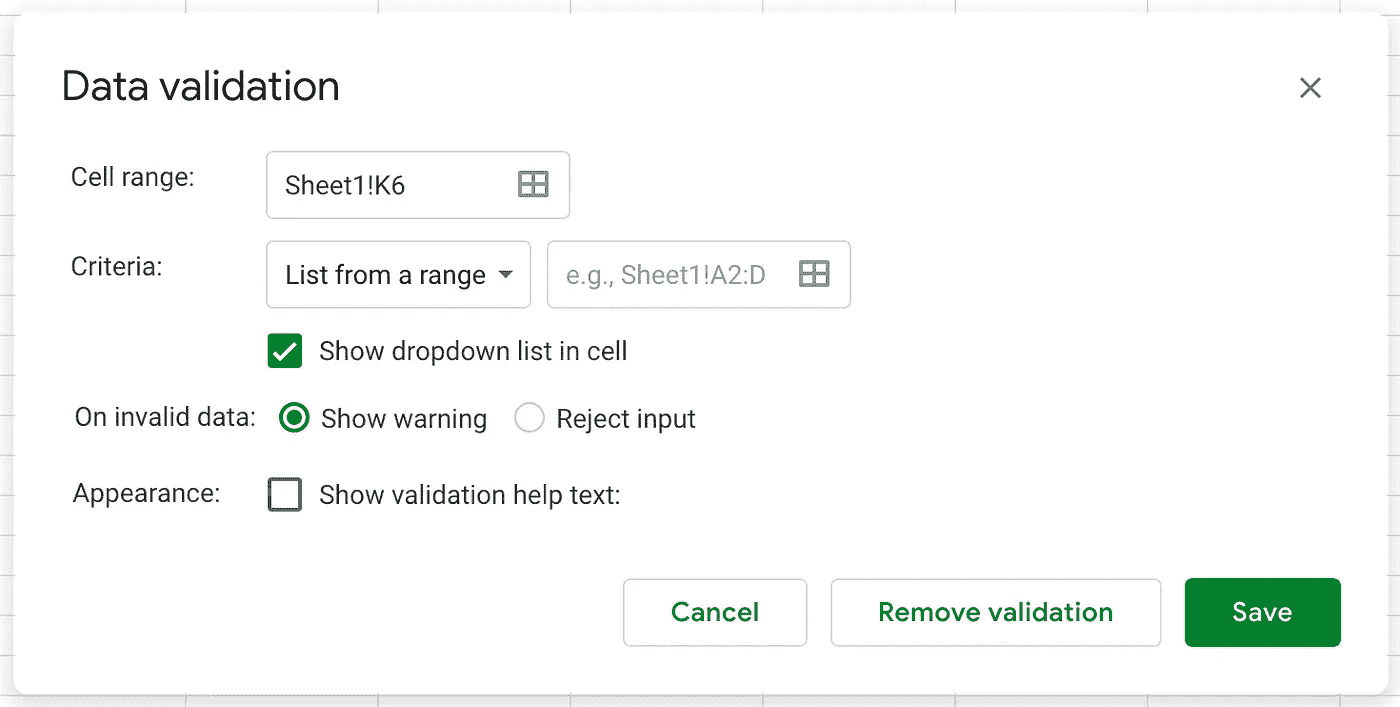 Data validation
Cell range: Sheet1!K6
Criteria: List from a range e.g., Sheet1!A2:D
Show dropdown list in cell
On invalid data: Show warning Reject input
Appearance: Show validation help text:
Cancel Remove validation Save